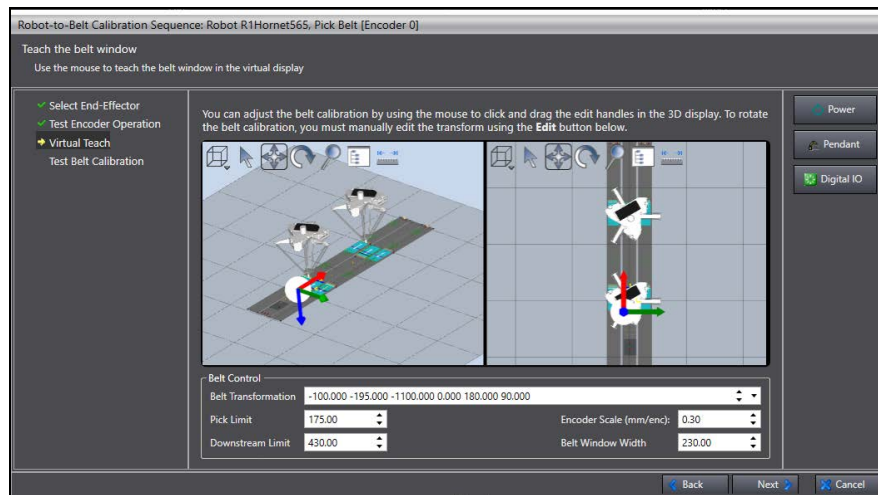 Robot-to-Belt Calibration Sequence: Robot R1Hornet565, Pick Belt [Encoder 0]
Teach the belt window
Use the mouse to teach the belt window in the virtual display
Select End-Effector
Test Encoder Operation
Virtual Teach
Test Belt Calibration
You can adjust the belt calibration by using the mouse to click and drag the edit handles in the 3D display. To rotate
the belt calibration, you must manually edit the transform using the Edit button below.
Power
Pendant
Digital IO
Belt Control
Belt Transformation -100.000 -195.000 -1100.000 0.000 180.000 90.000
Pick Limit 175.00 Encoder Scale (mm/enc): 0.30
Downstream Limit 430.00 Belt Window Width 230.00
Back Next Cancel